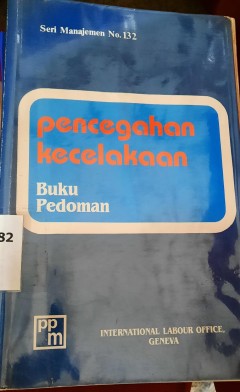 Seri Manajemen No. 132
pencegahan
kecelakaan
Buku
Pedoman
82
ppm
INTERNATIONAL LABOUR OFFICE,
GENEVA